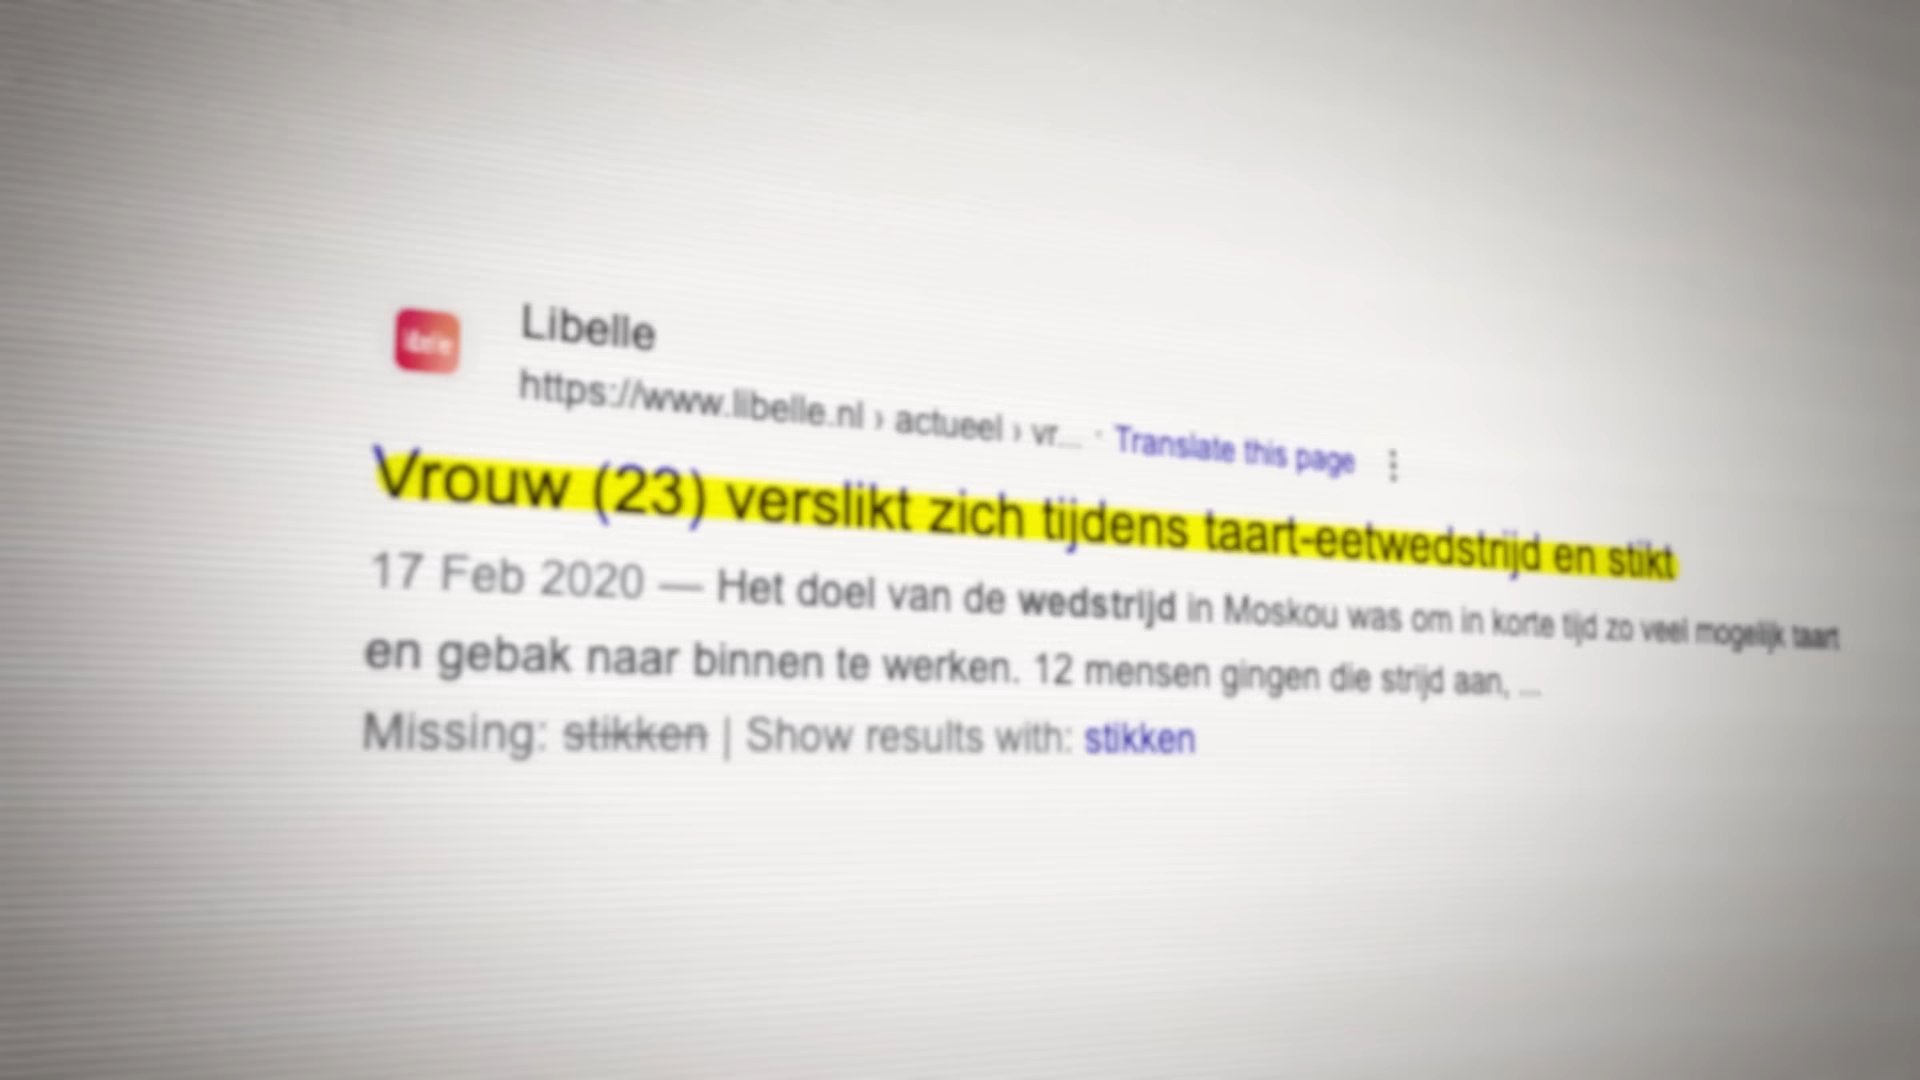 Libelle
https://www.libelle.nl › actueel › vr... · Translate this page
Vrouw (23) verslikt zich tijdens taart-eetwedstrijd en stikt
17 Feb 2020 — Het doel van de wedstrijd in Moskou was om in korte tijd zo veel mogelijk taart
en gebak naar binnen te werken. 12 mensen gingen die strijd aan, ...
Missing: stikken | Show results with: stikken